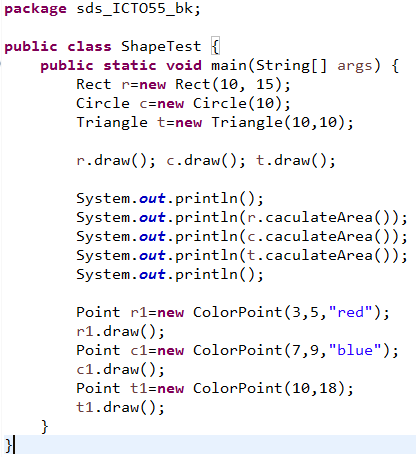 package sds_ICTO55_bk;
public class ShapeTest {
public static void main(String[] args) {
Rect r=new Rect(10, 15);
Circle c=new Circle(10);
Triangle t=new Triangle(10,10);
r.draw(); c.draw(); t.draw();
System.out.println();
System.out.println(r.caculateArea());
System.out.println(c.caculateArea());
System.out.println(t.caculateArea());
System.out.println();
Point r1=new ColorPoint(3,5,"red");
r1.draw();
Point c1=new ColorPoint(7,9,"blue");
c1.draw();
Point t1=new ColorPoint(10,18);
t1.draw();
}
}